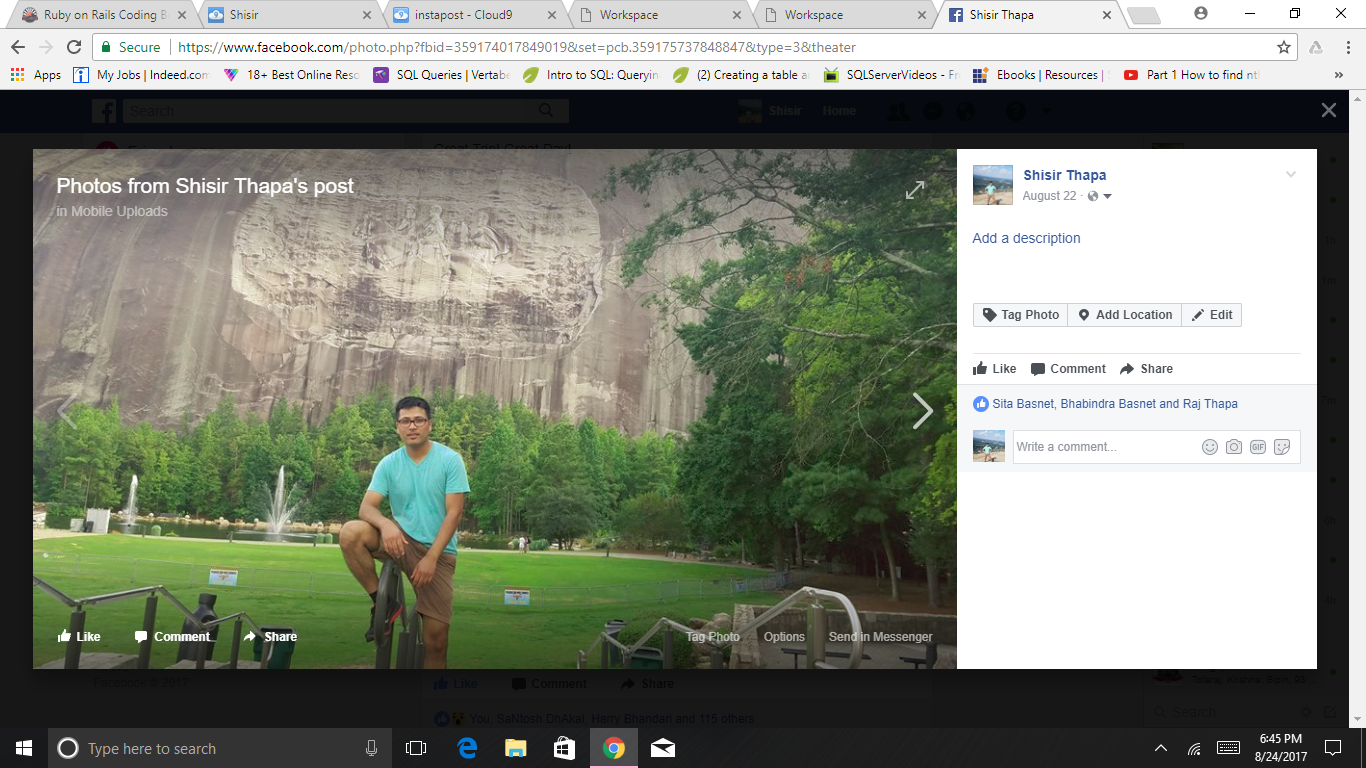 Ruby on Rails Coding B
Shisir
instapost - Cloud9
Workspace
Workspace
Shisir Thapa
Secure
https://www.facebook.com/photo.php?fbid=359174017849019&set=pcb.359175737848847&type=3&theater
Apps
My Jobs | Indeed.com
18+ Best Online Reso
SQL Queries | Vertabe
Intro to SQL: Queryin
(2) Creating a table a
SQLServerVideos - Fr
Ebooks | Resources |
Part 1 How to find nt
»
Search
Shisir
Home
Great Trip! Great Day!
Photos from Shisir Thapa's post
in Mobile Uploads
Shisir Thapa
August 22 ·
Add a description
Tag Photo
Add Location
Edit
Like
Comment
Share
Sita Basnet, Bhabindra Basnet and Raj Thapa
Write a comment...
GIF
Like
Comment
Share
Tag Photo
Options
Send in Messenger
Facebook © 2017
Like
Comment
Share
You, SaNtosh DhAkal, Harry Bhandari and 115 others
Search
Type here to search
6:45 PM
8/24/2017